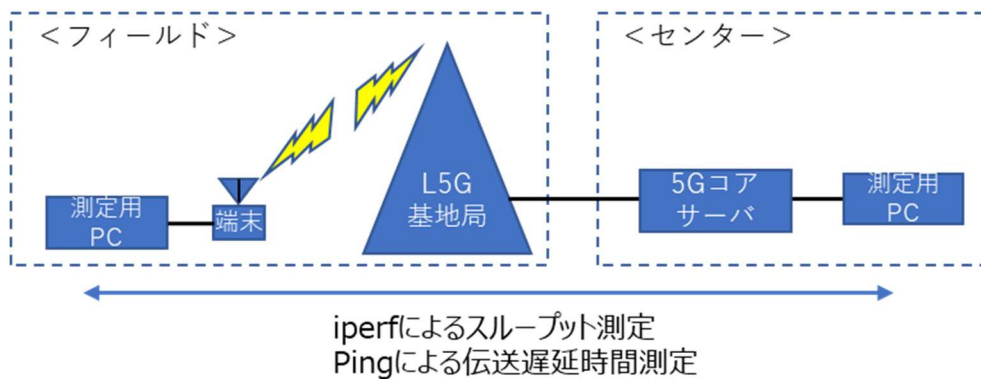 ＜フィールド＞
＜センター＞
測定用
PC
端末
L5G
基地局
5Gコア
サーバ
測定用
PC
iperfによるスループット測定
Pingによる伝送遅延時間測定